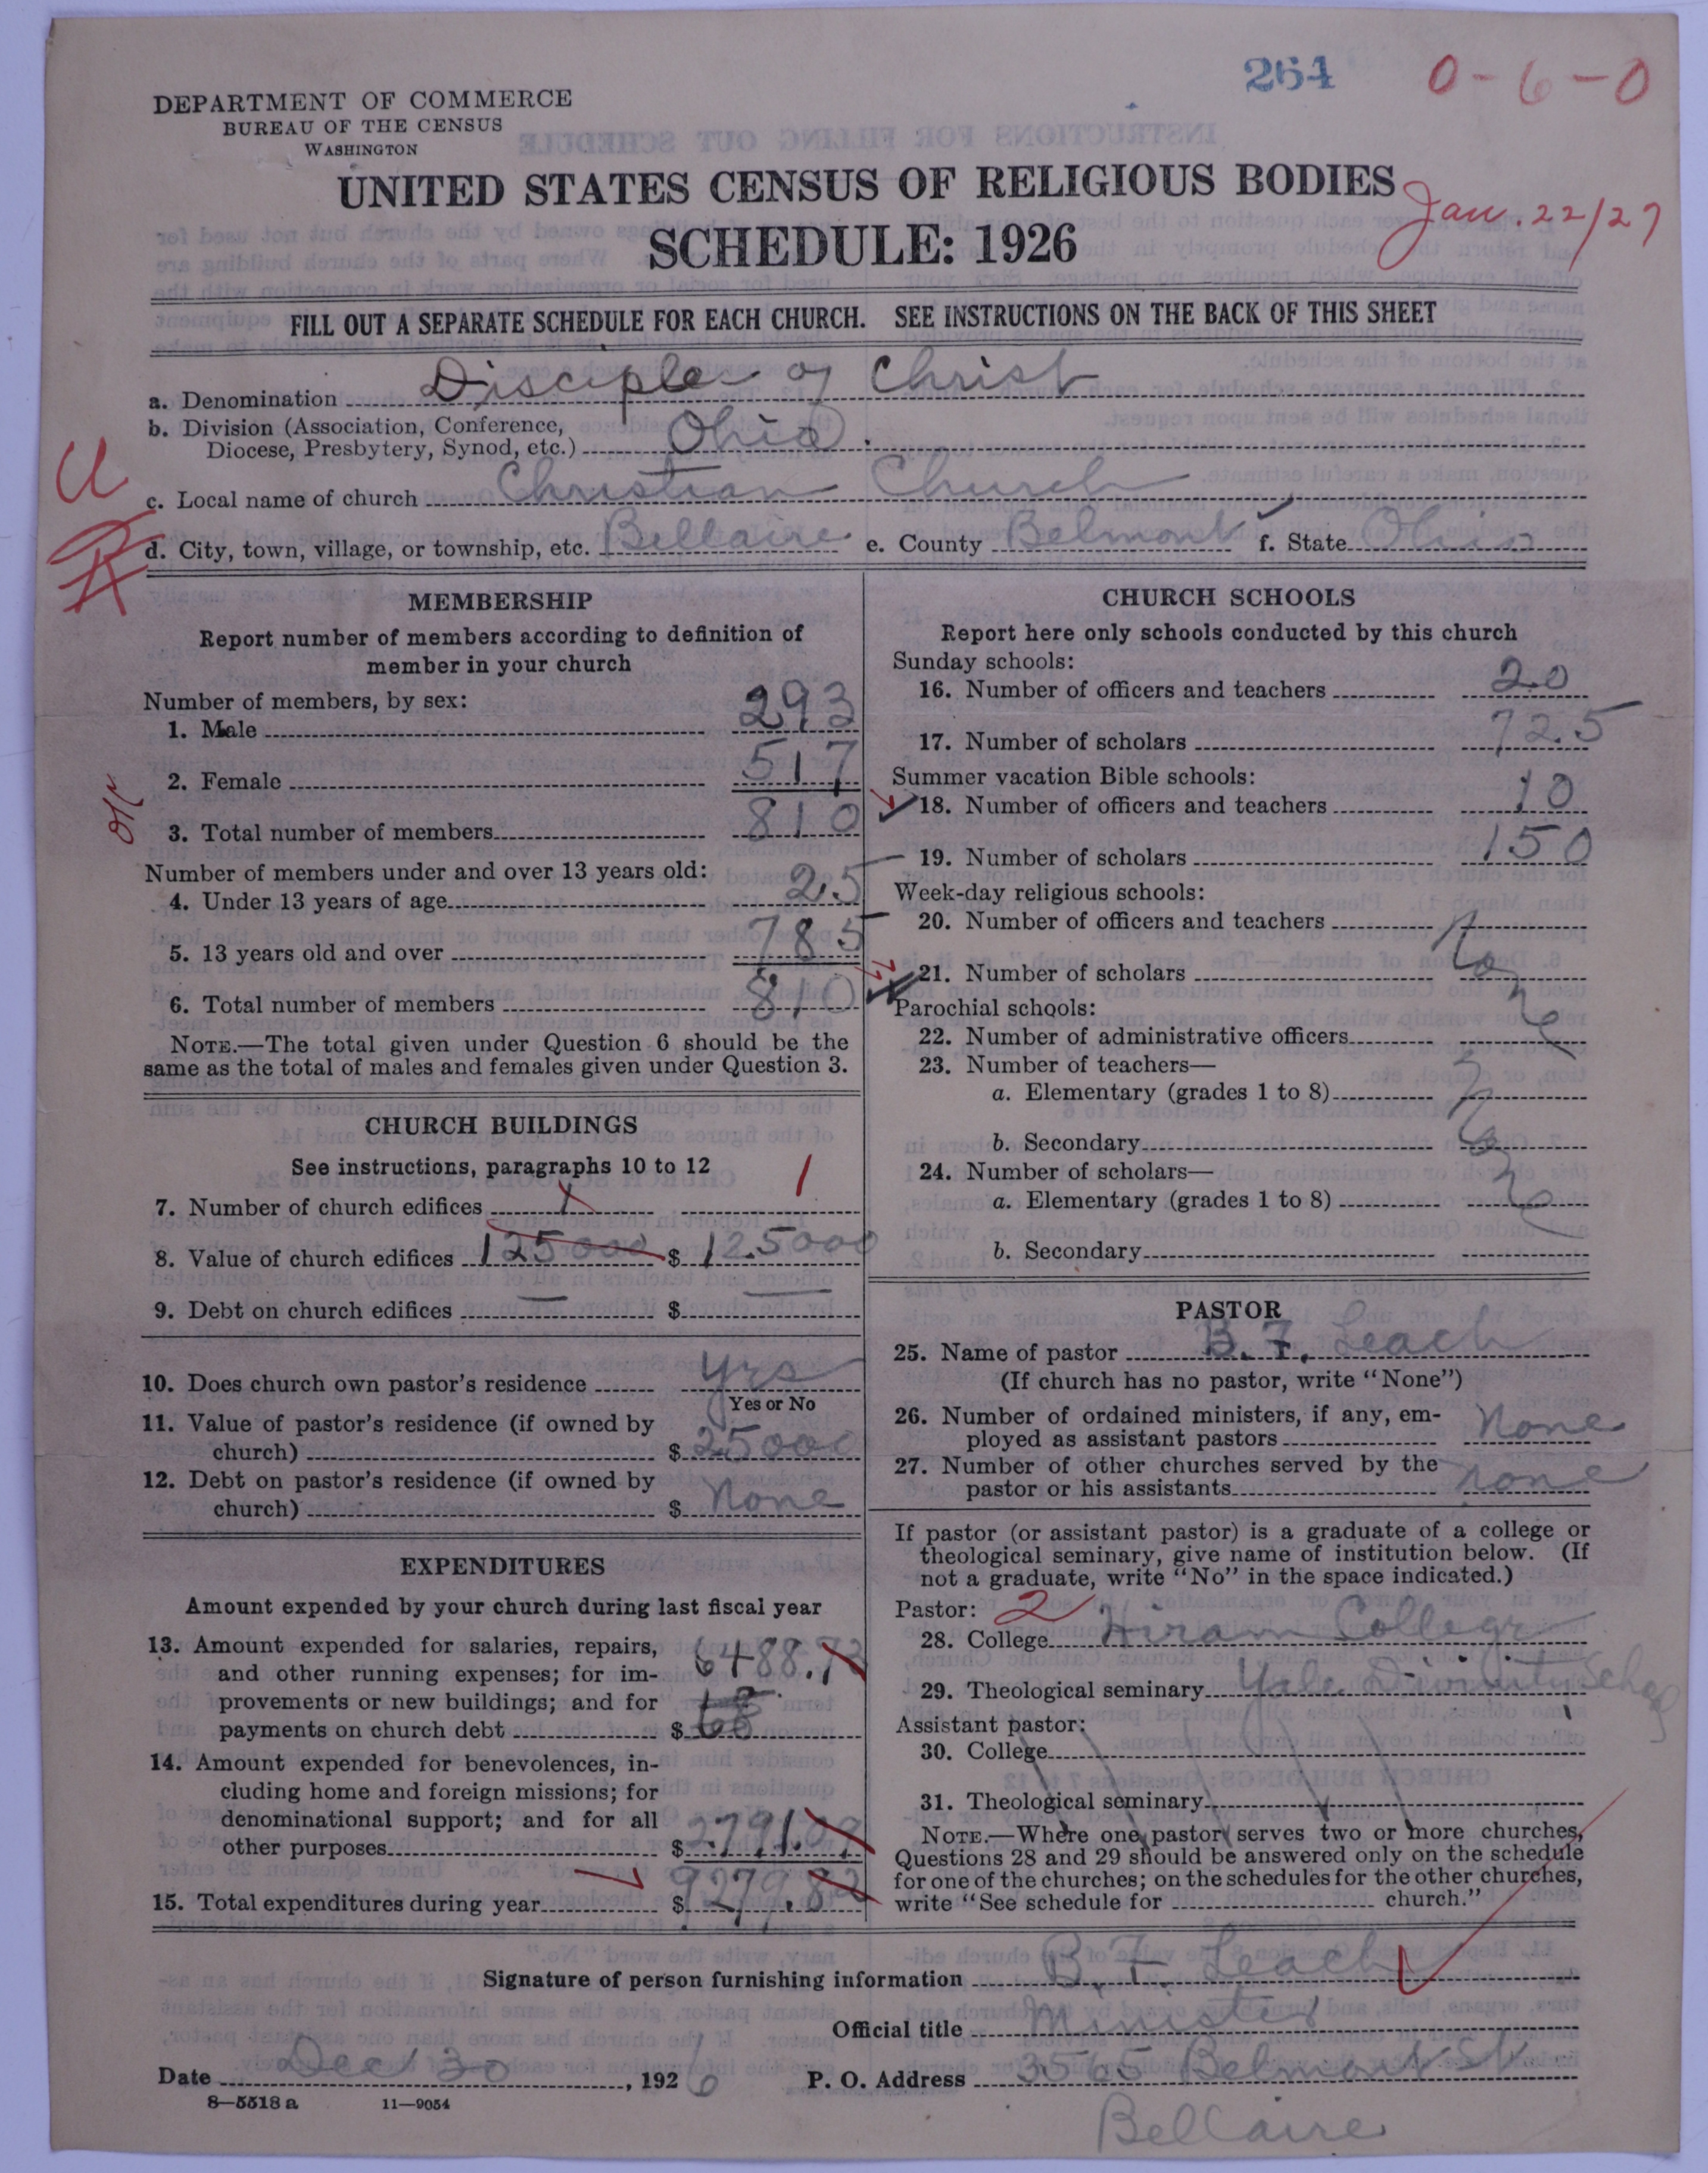 264 0-6-0
DEPARTMENT OF COMMERCE
BUREAU OF THE CENSUS
WASHINGTON
UNITED STATES CENSUS OF RELIGIOUS BODIES
Jan. 22/27
SCHEDULE: 1926
FILL OUT A SEPARATE SCHEDULE FOR EACH CHURCH. SEE INSTRUCTIONS ON THE BACK OF THIS SHEET
a. Denomination Disciples of Christ
b. Division (Association, Conference,
Diocese, Presbytery, Synod, etc.) Ohio
c. Local name of church Christian Church
d. City, town, village, or township, etc. Bellaire e. County Belmont f. State Ohio
MEMBERSHIP
Report number of members according to definition of
member in your church
Number of members, by sex:
1. Male 293
2. Female 517
3. Total number of members 810
Number of members under and over 13 years old:
4. Under 13 years of age 25
5. 13 years old and over 785
6. Total number of members 810
NOTE.—The total given under Question 6 should be the
same as the total of males and females given under Question 3.
CHURCH BUILDINGS
See instructions, paragraphs 10 to 12
7. Number of church edifices 1 1
8. Value of church edifices 125000 $ 125000
9. Debt on church edifices — $ —
10. Does church own pastor's residence Yes
Yes or No
11. Value of pastor's residence (if owned by
church) $ 25000
12. Debt on pastor's residence (if owned by
church) $ None
EXPENDITURES
Amount expended by your church during last fiscal year
13. Amount expended for salaries, repairs,
and other running expenses; for im-
provements or new buildings; and for
payments on church debt $ 6488.73
14. Amount expended for benevolences, in-
cluding home and foreign missions; for
denominational support; and for all
other purposes $ 2791.09
15. Total expenditures during year $ 9279.82
CHURCH SCHOOLS
Report here only schools conducted by this church
Sunday schools:
16. Number of officers and teachers 20
17. Number of scholars 725
Summer vacation Bible schools:
18. Number of officers and teachers 10
19. Number of scholars 150
Week-day religious schools:
20. Number of officers and teachers
21. Number of scholars
Parochial schools:
22. Number of administrative officers
23. Number of teachers—
a. Elementary (grades 1 to 8)
b. Secondary
24. Number of scholars—
a. Elementary (grades 1 to 8)
b. Secondary
PASTOR
25. Name of pastor B. F. Leach
(If church has no pastor, write "None")
26. Number of ordained ministers, if any, em-
ployed as assistant pastors None
27. Number of other churches served by the
pastor or his assistants none
If pastor (or assistant pastor) is a graduate of a college or
theological seminary, give name of institution below. (If
not a graduate, write "No" in the space indicated.)
Pastor: 2
28. College Hiram College
29. Theological seminary Yale Divinity School
Assistant pastor:
30. College
31. Theological seminary
NOTE.—Where one pastor serves two or more churches,
Questions 28 and 29 should be answered only on the schedule
for one of the churches; on the schedules for the other churches,
write "See schedule for church."
Signature of person furnishing information B. F. Leach
Official title Minister
Date Dec 30, 1926 P. O. Address 3565 Belmont St
8—5518a 11—9054
Bellaire